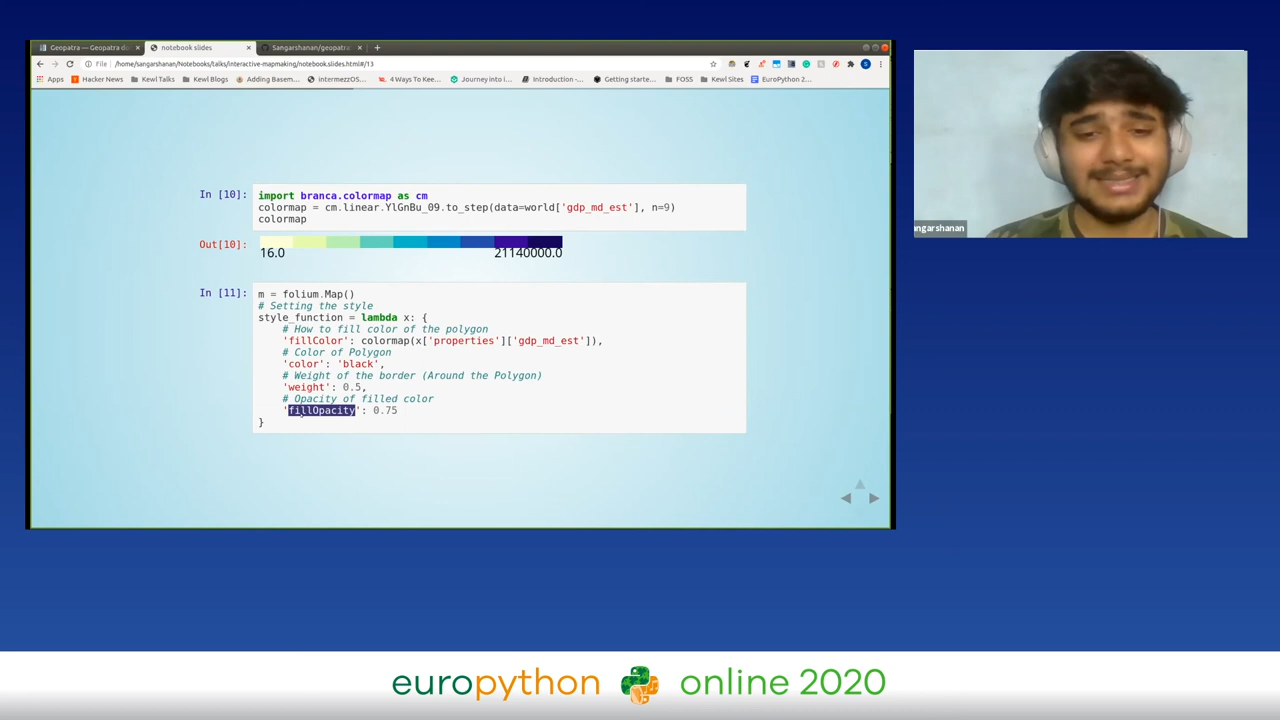 Geopatra — Geopatra do
notebook slides
Sangarshanan/geopatra
File
/home/sangarshanan/Notebooks/talks/interactive-mapmaking/notebook.slides.html#/13
Apps
Hacker News
Kewl Talks
Kewl Blogs
Adding Basem...
intermezzOS...
4 Ways To Kee...
Journey into i...
Introduction -...
Getting starte...
FOSS
Kewl Sites
EuroPython 2...
In [10]:
import branca.colormap as cm
colormap = cm.linear.YlGnBu_09.to_step(data=world['gdp_md_est'], n=9)
colormap
Out[10]:
16.0
21140000.0
In [11]:
m = folium.Map()
# Setting the style
style_function = lambda x: {
# How to fill color of the polygon
'fillColor': colormap(x['properties']['gdp_md_est']),
# Color of Polygon
'color': 'black',
# Weight of the border (Around the Polygon)
'weight': 0.5,
# Opacity of filled color
'fillOpacity': 0.75
}
angarshanan
europython online 2020